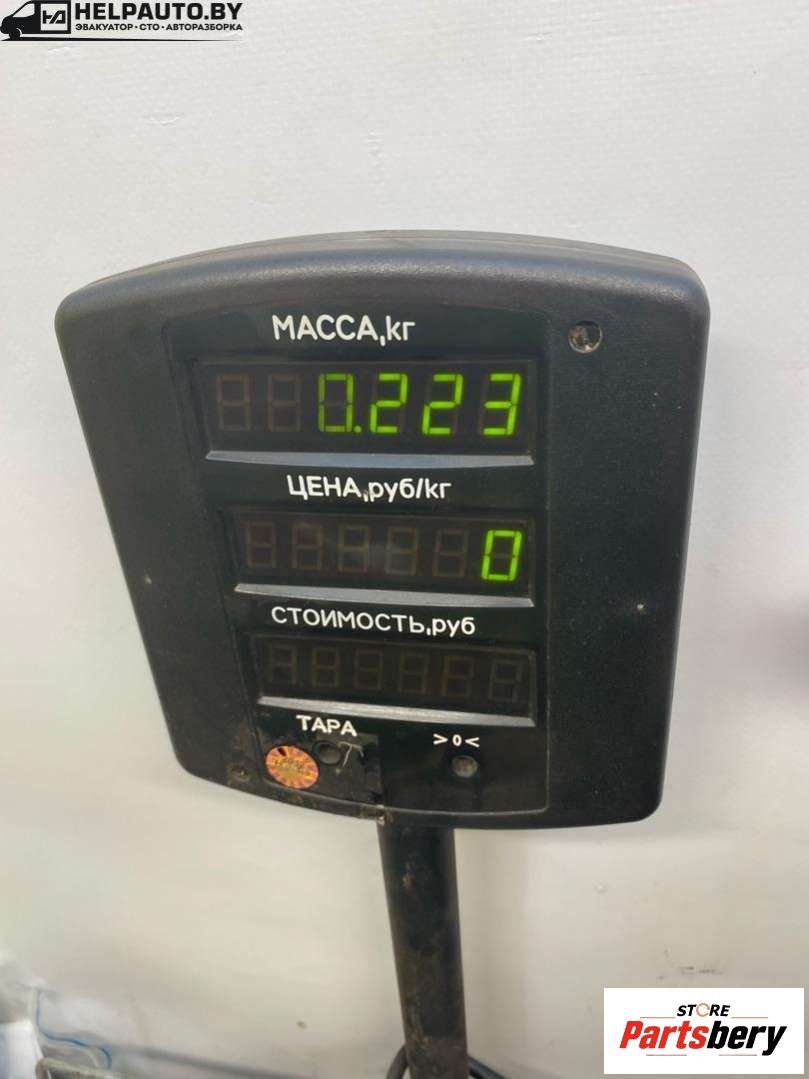 HELPAUTO.BY
ЭВАКУАТОР • СТО • АВТОРАЗБОРКА
МАССА,кг
0.223
ЦЕНА,руб/кг
0
СТОИМОСТЬ,руб
ТАРА
>0<
STORE
Partsbery